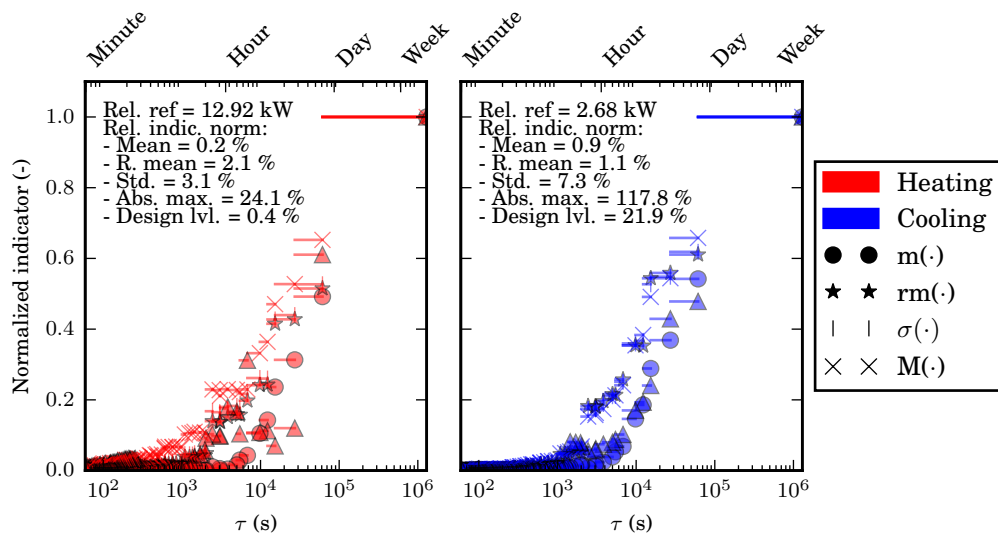 Minute Hour Day Week Minute Hour Day Week
Normalized indicator (-)
1.0
0.8
0.6
0.4
0.2
0.0
Rel. ref = 12.92 kW
Rel. indic. norm:
- Mean = 0.2 %
- R. mean = 2.1 %
- Std. = 3.1 %
- Abs. max. = 24.1 %
- Design lvl. = 0.4 %
10² 10³ 10⁴ 10⁵ 10⁶
τ (s)
Rel. ref = 2.68 kW
Rel. indic. norm:
- Mean = 0.9 %
- R. mean = 1.1 %
- Std. = 7.3 %
- Abs. max. = 117.8 %
- Design lvl. = 21.9 %
10² 10³ 10⁴ 10⁵ 10⁶
τ (s)
Heating
Cooling
m(·)
rm(·)
σ(·)
M(·)